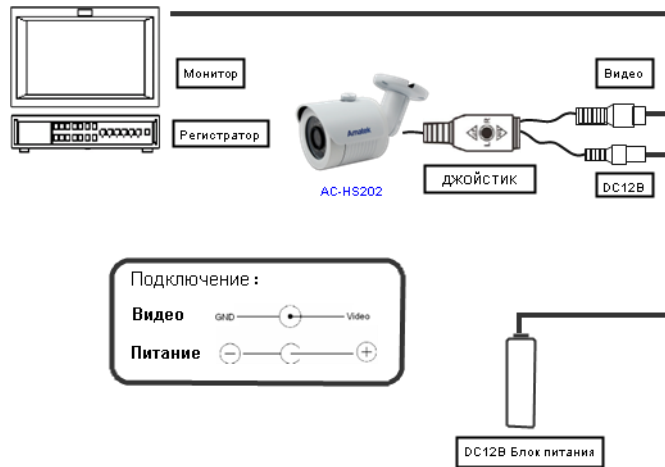 Монитор
Видео
Регистратор
Amatek
ДЖОЙСТИК
AC-HS202
DC12В
Подключение:
Видео GND Video
Питание − +
DC12В Блок питания